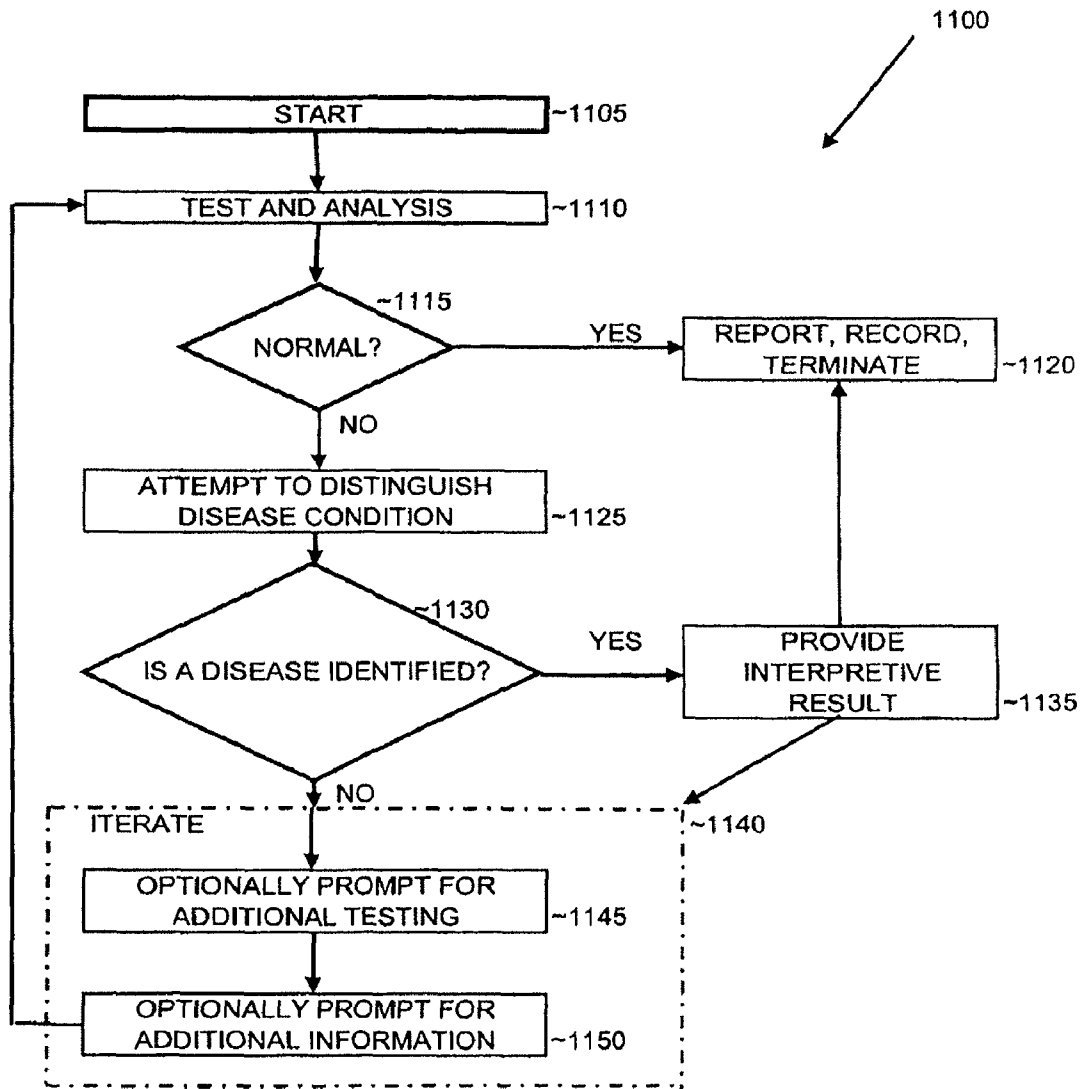 1100
START
~1105
TEST AND ANALYSIS
~1110
~1115
NORMAL?
YES
REPORT, RECORD,
TERMINATE
~1120
NO
ATTEMPT TO DISTINGUISH
DISEASE CONDITION
~1125
~1130
IS A DISEASE IDENTIFIED?
YES
PROVIDE
INTERPRETIVE
RESULT
~1135
NO
ITERATE
~1140
OPTIONALLY PROMPT FOR
ADDITIONAL TESTING
~1145
OPTIONALLY PROMPT FOR
ADDITIONAL INFORMATION
~1150